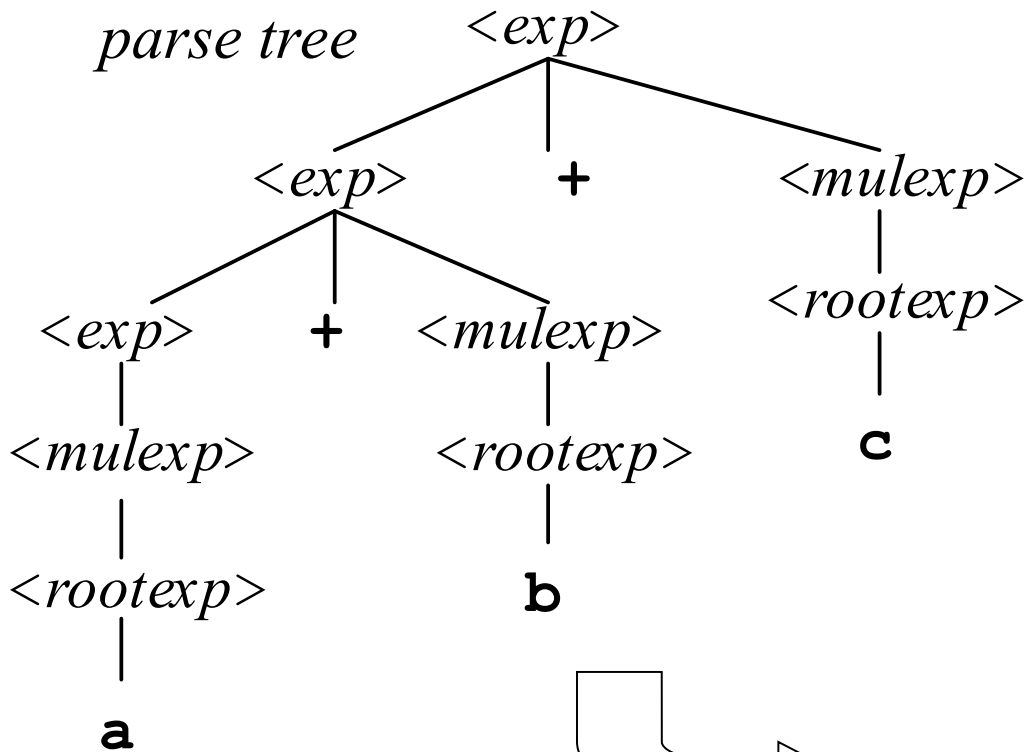 parse tree <exp>
<exp> + <mulexp>
<rootexp>
<exp> + <mulexp>
c
<mulexp> <rootexp>
b
<rootexp>
a